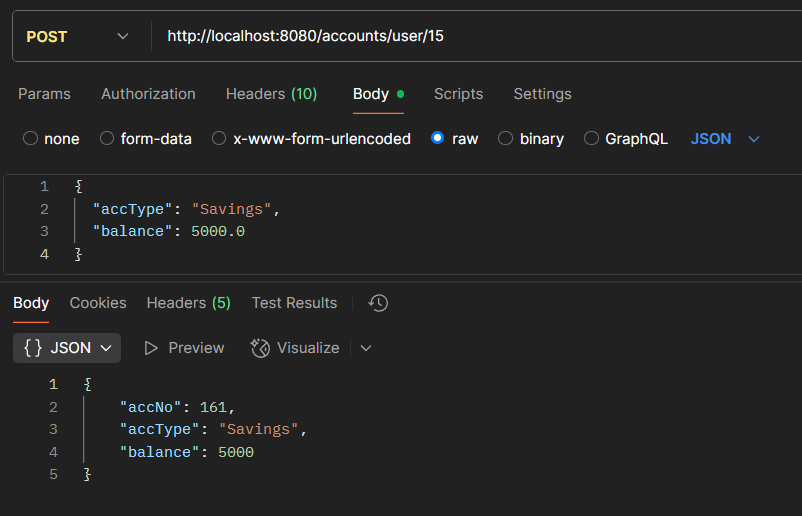 POST http://localhost:8080/accounts/user/15
Params Authorization Headers (10) Body Scripts Settings
none form-data x-www-form-urlencoded raw binary GraphQL JSON
1 {
2 "accType": "Savings",
3 "balance": 5000.0
4 }
Body Cookies Headers (5) Test Results
{} JSON Preview Visualize
1 {
2 "accNo": 161,
3 "accType": "Savings",
4 "balance": 5000
5 }